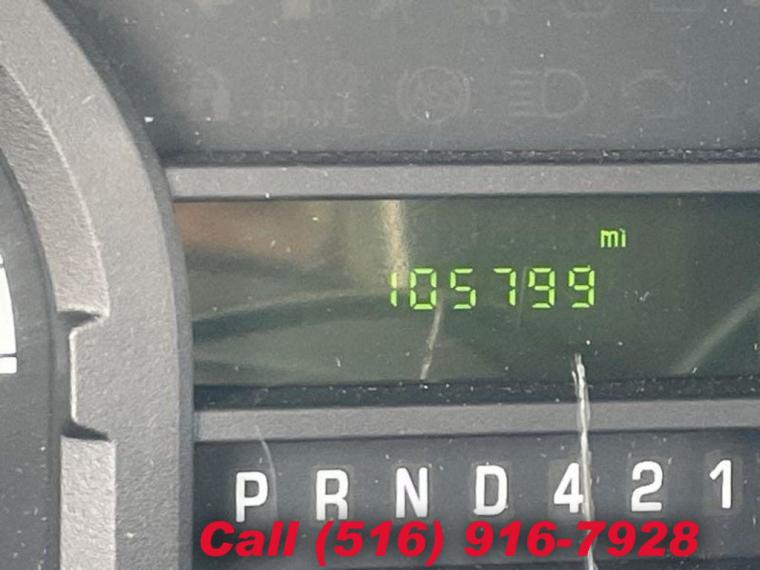 BRAKE
mi
105799
P R N D 4 2 1
Call (516) 916-7928